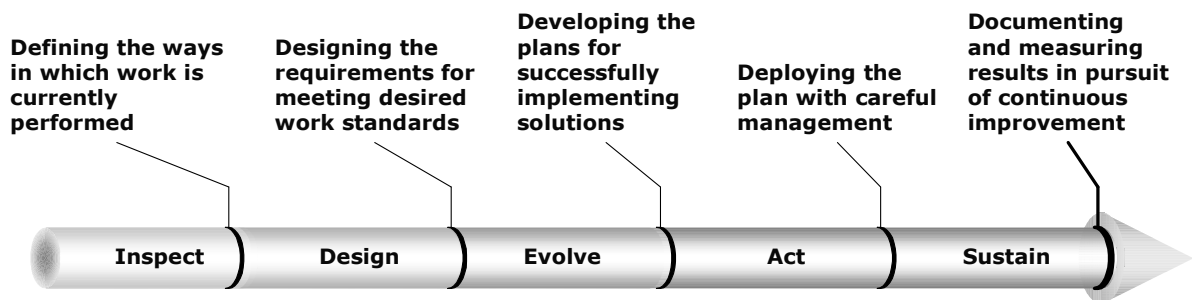 Defining the ways
in which work is
currently
performed
Designing the
requirements for
meeting desired
work standards
Developing the
plans for
successfully
implementing
solutions
Deploying the
plan with careful
management
Documenting
and measuring
results in pursuit
of continuous
improvement
Inspect
Design
Evolve
Act
Sustain